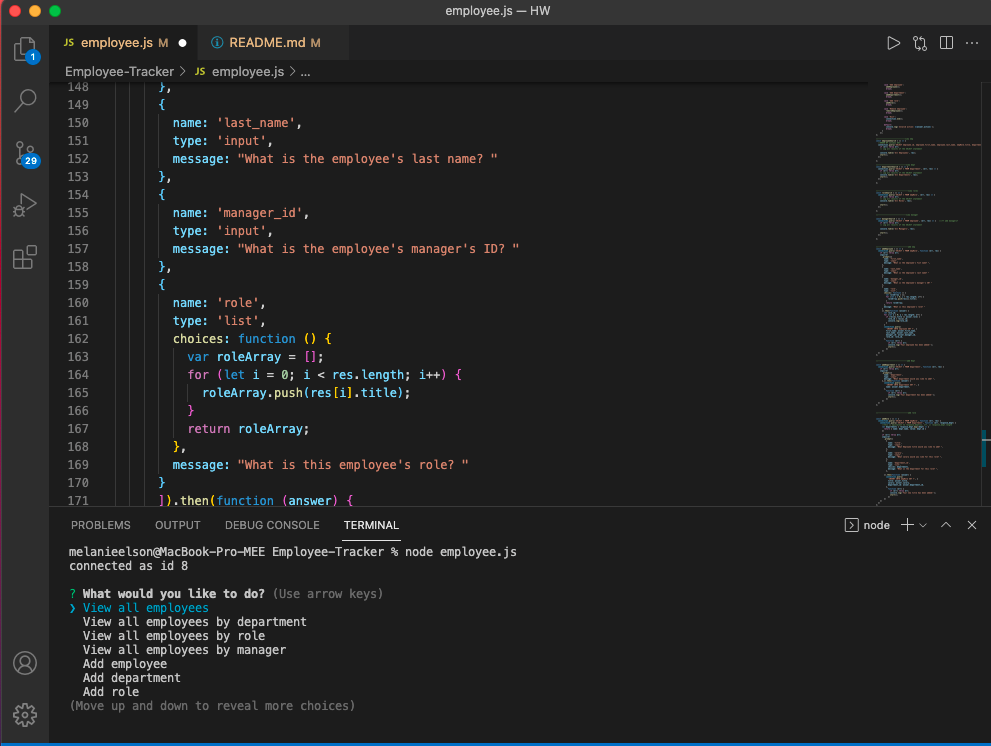 employee.js — HW
JS employee.js M ● ⓘ README.md M
1
Employee-Tracker > JS employee.js > ...
29
148 },
149 {
150 name: 'last_name',
151 type: 'input',
152 message: "What is the employee's last name? "
153 },
154 {
155 name: 'manager_id',
156 type: 'input',
157 message: "What is the employee's manager's ID? "
158 },
159 {
160 name: 'role',
161 type: 'list',
162 choices: function () {
163 var roleArray = [];
164 for (let i = 0; i < res.length; i++) {
165 roleArray.push(res[i].title);
166 }
167 return roleArray;
168 },
169 message: "What is this employee's role? "
170 }
171 ]).then(function (answer) {
PROBLEMS OUTPUT DEBUG CONSOLE TERMINAL
node
melanieelson@MacBook-Pro-MEE Employee-Tracker % node employee.js
connected as id 8
? What would you like to do? (Use arrow keys)
❯ View all employees
View all employees by department
View all employees by role
View all employees by manager
Add employee
Add department
Add role
(Move up and down to reveal more choices)